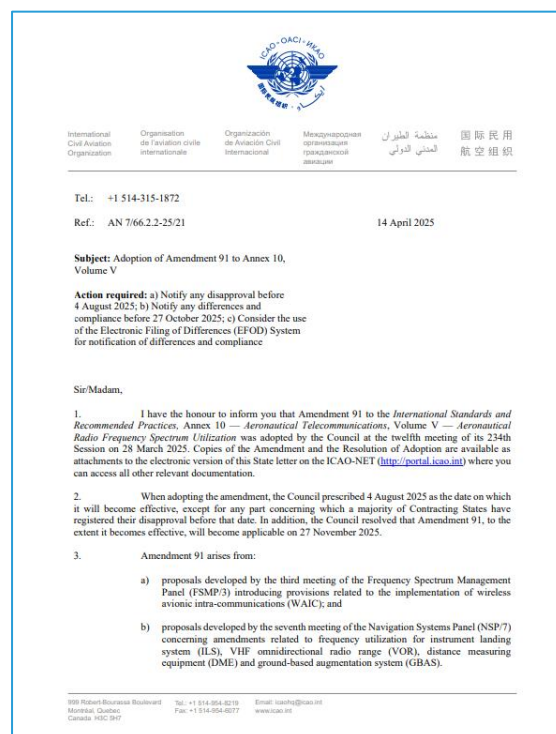 ICAO · OACI · ИКАО
International
Civil Aviation
Organization
Organisation
de l'aviation civile
internationale
Organización
de Aviación Civil
Internacional
Международная
организация
гражданской
авиации
منظمة الطيران
المدني الدولي
国际民用
航空组织
Tel.: +1 514-315-1872
Ref.: AN 7/66.2.2-25/21 14 April 2025
Subject: Adoption of Amendment 91 to Annex 10,
Volume V
Action required: a) Notify any disapproval before
4 August 2025; b) Notify any differences and
compliance before 27 October 2025; c) Consider the use
of the Electronic Filing of Differences (EFOD) System
for notification of differences and compliance
Sir/Madam,
1. I have the honour to inform you that Amendment 91 to the International Standards and
Recommended Practices, Annex 10 — Aeronautical Telecommunications, Volume V — Aeronautical
Radio Frequency Spectrum Utilization was adopted by the Council at the twelfth meeting of its 234th
Session on 28 March 2025. Copies of the Amendment and the Resolution of Adoption are available as
attachments to the electronic version of this State letter on the ICAO-NET (http://portal.icao.int) where you
can access all other relevant documentation.
2. When adopting the amendment, the Council prescribed 4 August 2025 as the date on which
it will become effective, except for any part concerning which a majority of Contracting States have
registered their disapproval before that date. In addition, the Council resolved that Amendment 91, to the
extent it becomes effective, will become applicable on 27 November 2025.
3. Amendment 91 arises from:
a) proposals developed by the third meeting of the Frequency Spectrum Management
Panel (FSMP/3) introducing provisions related to the implementation of wireless
avionic intra-communications (WAIC); and
b) proposals developed by the seventh meeting of the Navigation Systems Panel (NSP/7)
concerning amendments related to frequency utilization for instrument landing
system (ILS), VHF omnidirectional radio range (VOR), distance measuring
equipment (DME) and ground-based augmentation system (GBAS).
999 Robert-Bourassa Boulevard
Montréal, Quebec
Canada H3C 5H7
Tel.: +1 514-954-8219
Fax: +1 514-954-6077
Email: icaohq@icao.int
www.icao.int